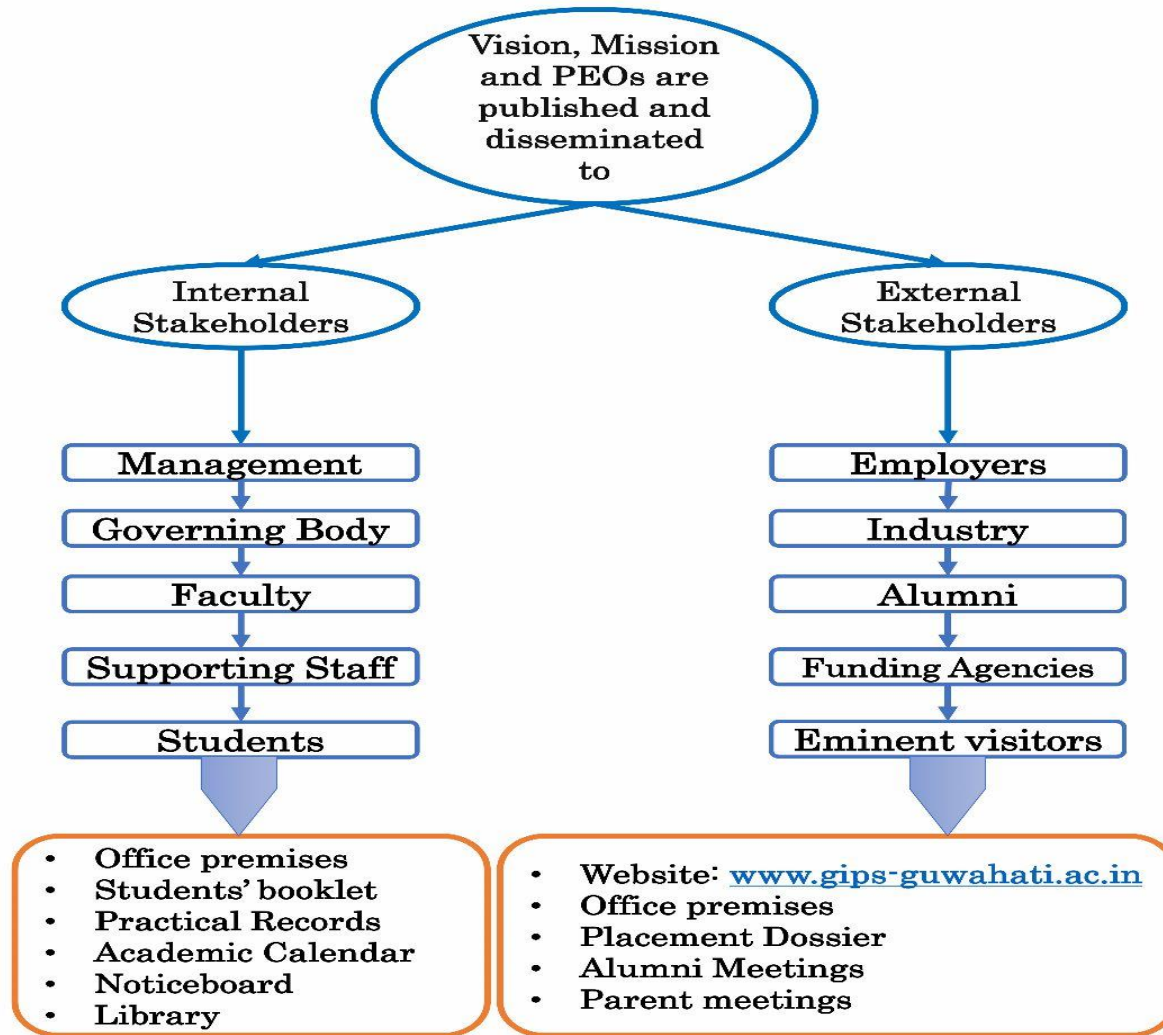 Vision, Mission
and PEOs are
published and
disseminated
to
Internal
Stakeholders
External
Stakeholders
Management
Governing Body
Faculty
Supporting Staff
Students
Employers
Industry
Alumni
Funding Agencies
Eminent visitors
• Office premises
• Students’ booklet
• Practical Records
• Academic Calendar
• Noticeboard
• Library
• Website: www.gips-guwahati.ac.in
• Office premises
• Placement Dossier
• Alumni Meetings
• Parent meetings